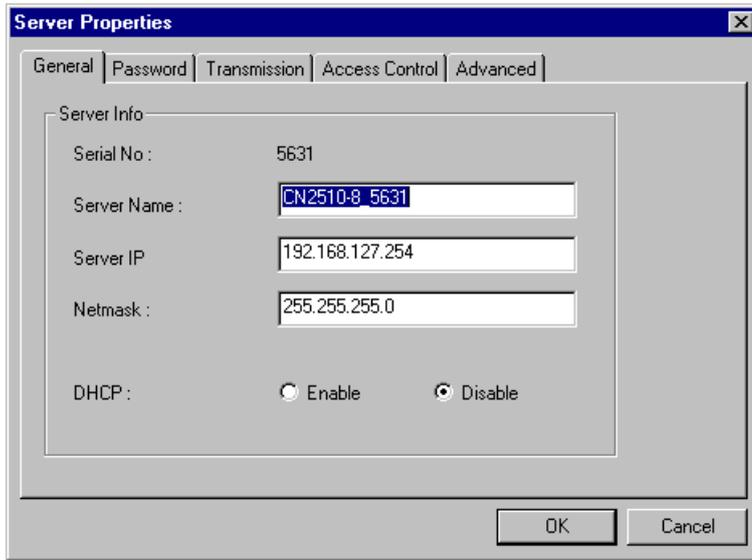 Server Properties
General Password Transmission Access Control Advanced
Server Info
Serial No : 5631
Server Name : CN2510-8_5631
Server IP 192.168.127.254
Netmask : 255.255.255.0
DHCP : Enable Disable
OK Cancel